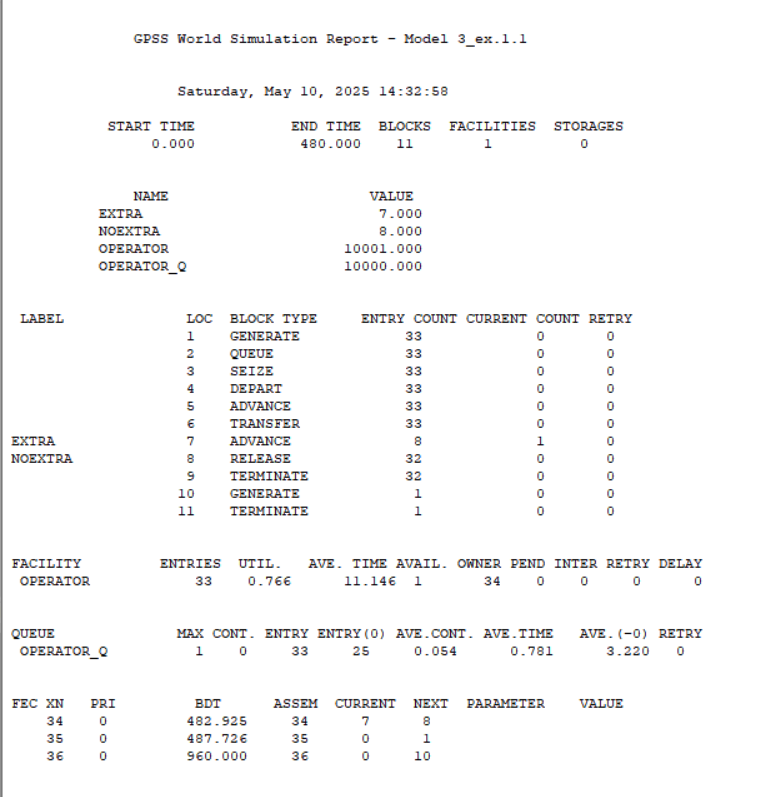 GPSS World Simulation Report - Model 3_ex.1.1
Saturday, May 10, 2025 14:32:58
START TIME END TIME BLOCKS FACILITIES STORAGES
0.000 480.000 11 1 0
NAME VALUE
EXTRA 7.000
NOEXTRA 8.000
OPERATOR 10001.000
OPERATOR_Q 10000.000
LABEL LOC BLOCK TYPE ENTRY COUNT CURRENT COUNT RETRY
1 GENERATE 33 0 0
2 QUEUE 33 0 0
3 SEIZE 33 0 0
4 DEPART 33 0 0
5 ADVANCE 33 0 0
6 TRANSFER 33 0 0
EXTRA 7 ADVANCE 8 1 0
NOEXTRA 8 RELEASE 32 0 0
9 TERMINATE 32 0 0
10 GENERATE 1 0 0
11 TERMINATE 1 0 0
FACILITY ENTRIES UTIL. AVE. TIME AVAIL. OWNER PEND INTER RETRY DELAY
OPERATOR 33 0.766 11.146 1 34 0 0 0 0
QUEUE MAX CONT. ENTRY ENTRY(0) AVE.CONT. AVE.TIME AVE.(-0) RETRY
OPERATOR_Q 1 0 33 25 0.054 0.781 3.220 0
FEC XN PRI BDT ASSEM CURRENT NEXT PARAMETER VALUE
34 0 482.925 34 7 8
35 0 487.726 35 0 1
36 0 960.000 36 0 10